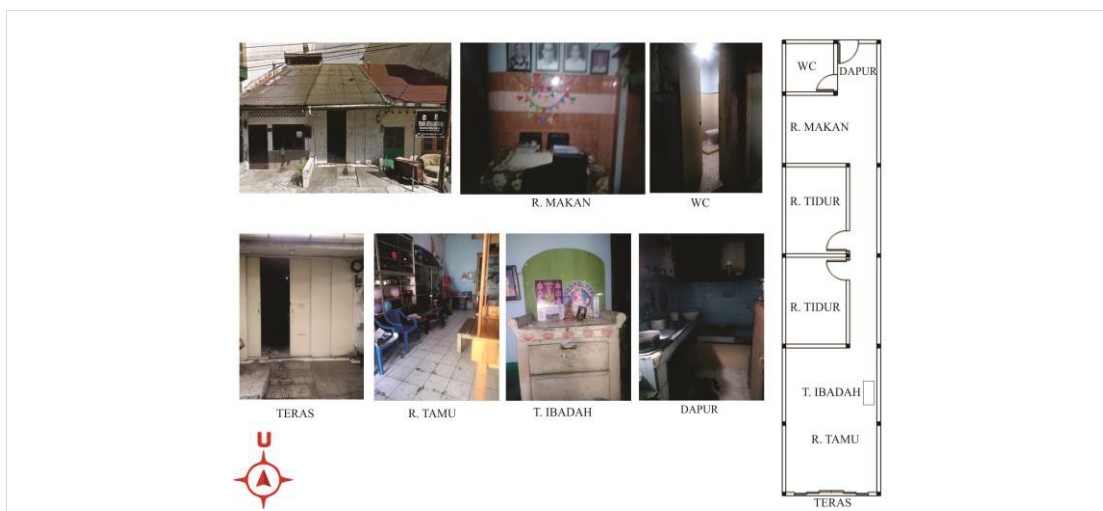 R. MAKAN
WC
TERAS
R. TAMU
T. IBADAH
DAPUR
U
WC
DAPUR
R. MAKAN
R. TIDUR
R. TIDUR
T. IBADAH
R. TAMU
TERAS